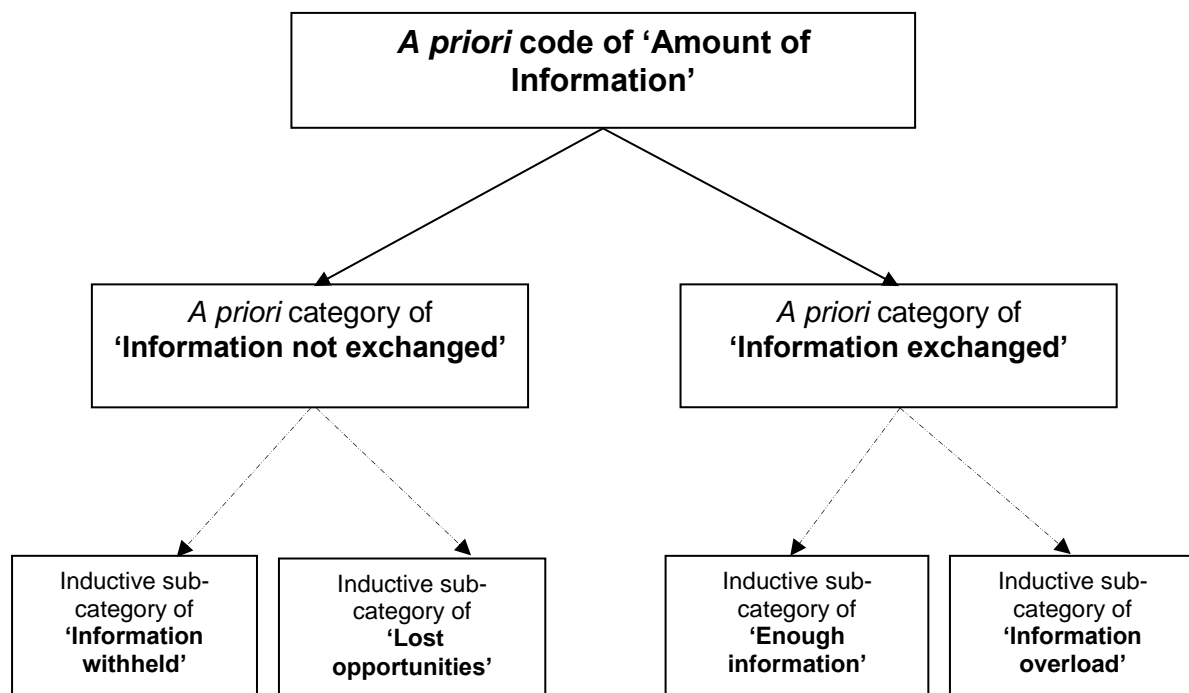 A priori code of ‘Amount of
Information’
A priori category of
‘Information not exchanged’
A priori category of
‘Information exchanged’
Inductive sub-
category of
‘Information
withheld’
Inductive sub-
category of
‘Lost
opportunities’
Inductive sub-
category of
‘Enough
information’
Inductive sub-
category of
‘Information
overload’